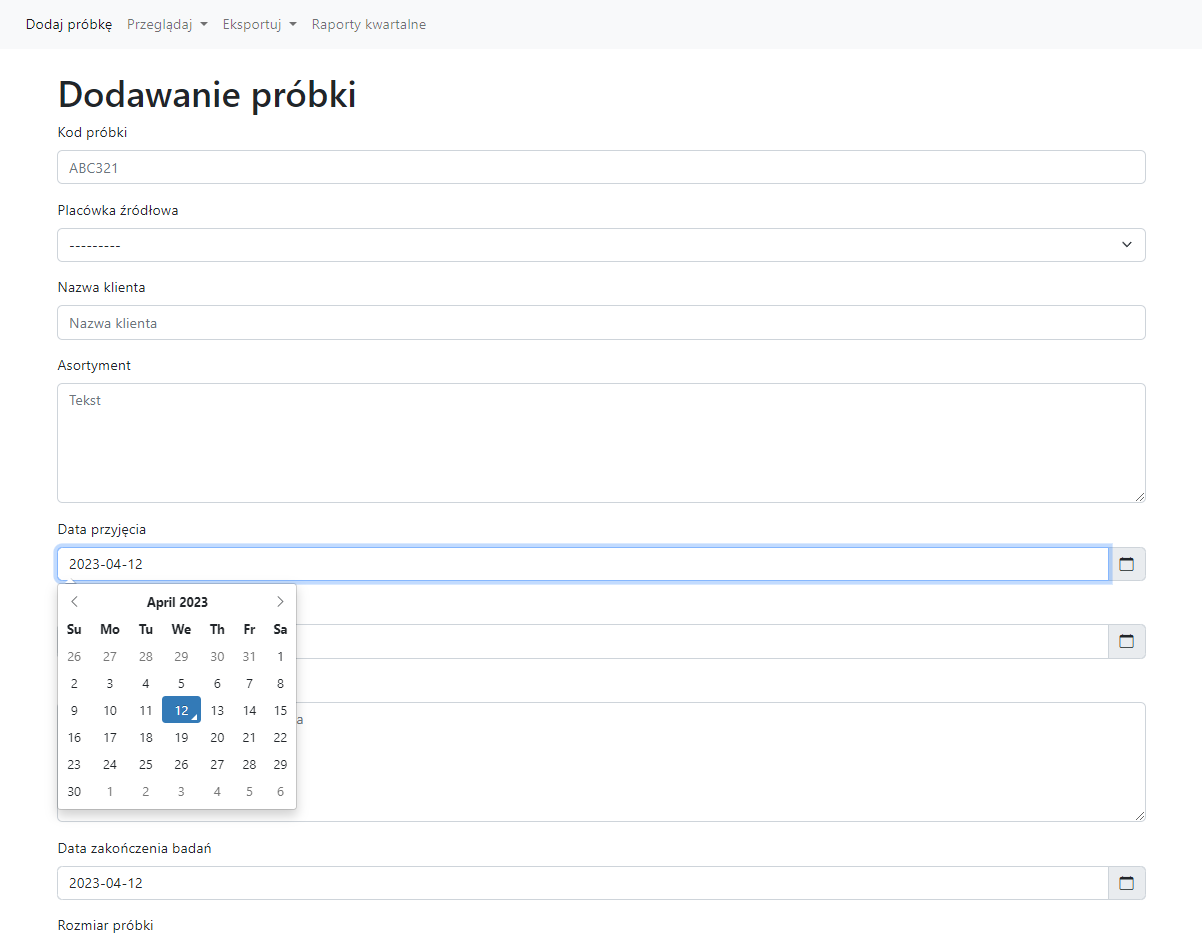 Dodaj próbkę Przeglądaj Eksportuj Raporty kwartalne
Dodawanie próbki
Kod próbki
ABC321
Placówka źródłowa
---------
Nazwa klienta
Nazwa klienta
Asortyment
Tekst
Data przyjęcia
2023-04-12
April 2023
Su Mo Tu We Th Fr Sa
26 27 28 29 30 31 1
2 3 4 5 6 7 8
9 10 11 12 13 14 15
16 17 18 19 20 21 22
23 24 25 26 27 28 29
30 1 2 3 4 5 6
Data zakończenia badań
2023-04-12
Rozmiar próbki